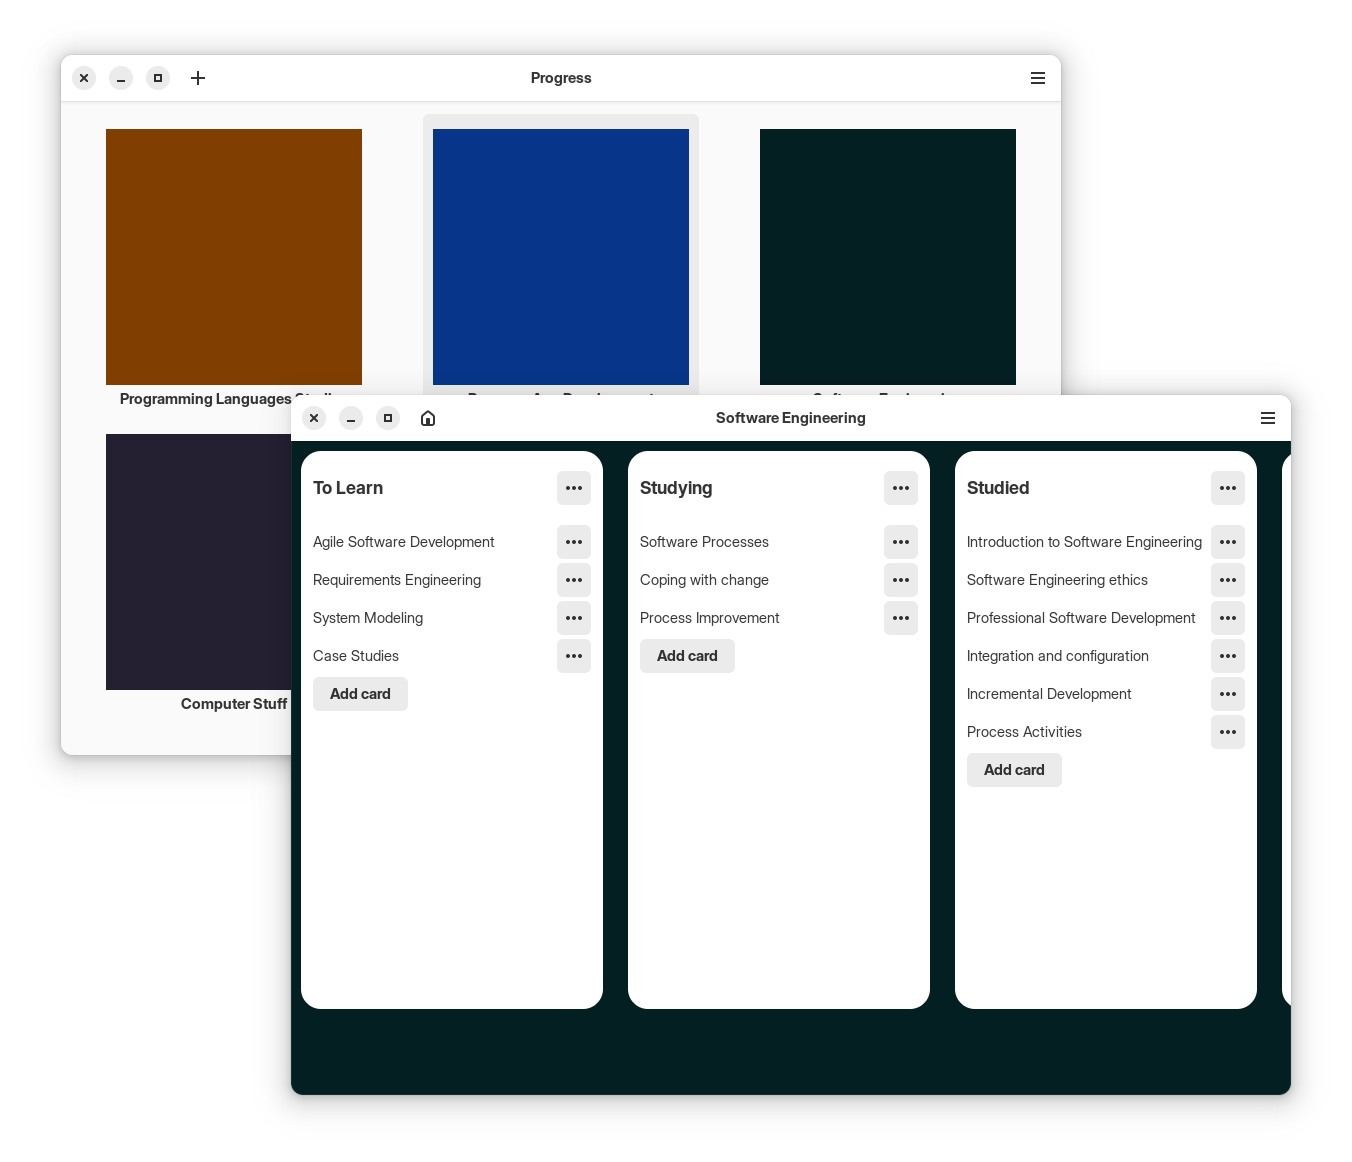 Progress
Programming Languages
Computer Stuff
Software Engineering
To Learn
Agile Software Development
Requirements Engineering
System Modeling
Case Studies
Add card
Studying
Software Processes
Coping with change
Process Improvement
Add card
Studied
Introduction to Software Engineering
Software Engineering ethics
Professional Software Development
Integration and configuration
Incremental Development
Process Activities
Add card